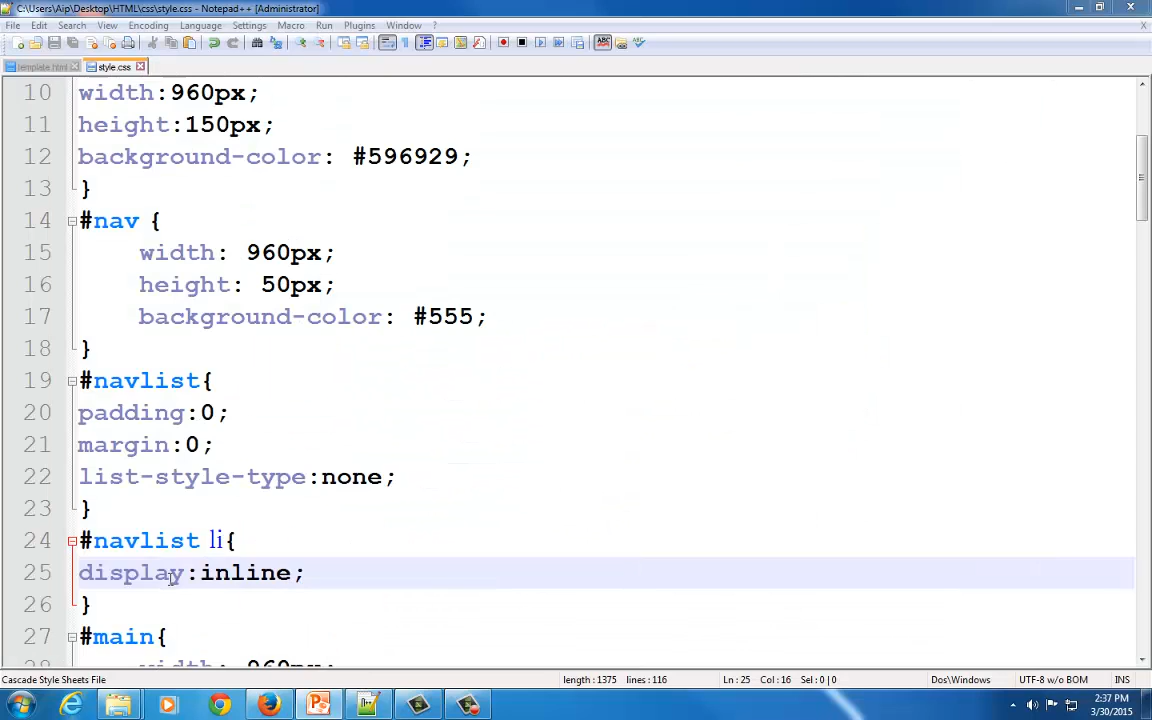 C:\Users\Aip\Desktop\HTML\css\style.css - Notepad++ [Administrator]
File Edit Search View Encoding Language Settings Macro Run Plugins Window ?
X
template.html style.css
10 width:960px;
11 height:150px;
12 background-color: #596929;
13 }
14 #nav {
15 width: 960px;
16 height: 50px;
17 background-color: #555;
18 }
19 #navlist{
20 padding:0;
21 margin:0;
22 list-style-type:none;
23 }
24 #navlist li{
25 display:inline;
26 }
27 #main{
28 width: 960px;
Cascade Style Sheets File length : 1375 lines : 116 Ln : 25 Col : 16 Sel : 0 | 0 Dos\Windows UTF-8 w/o BOM INS
2:37 PM
3/30/2015